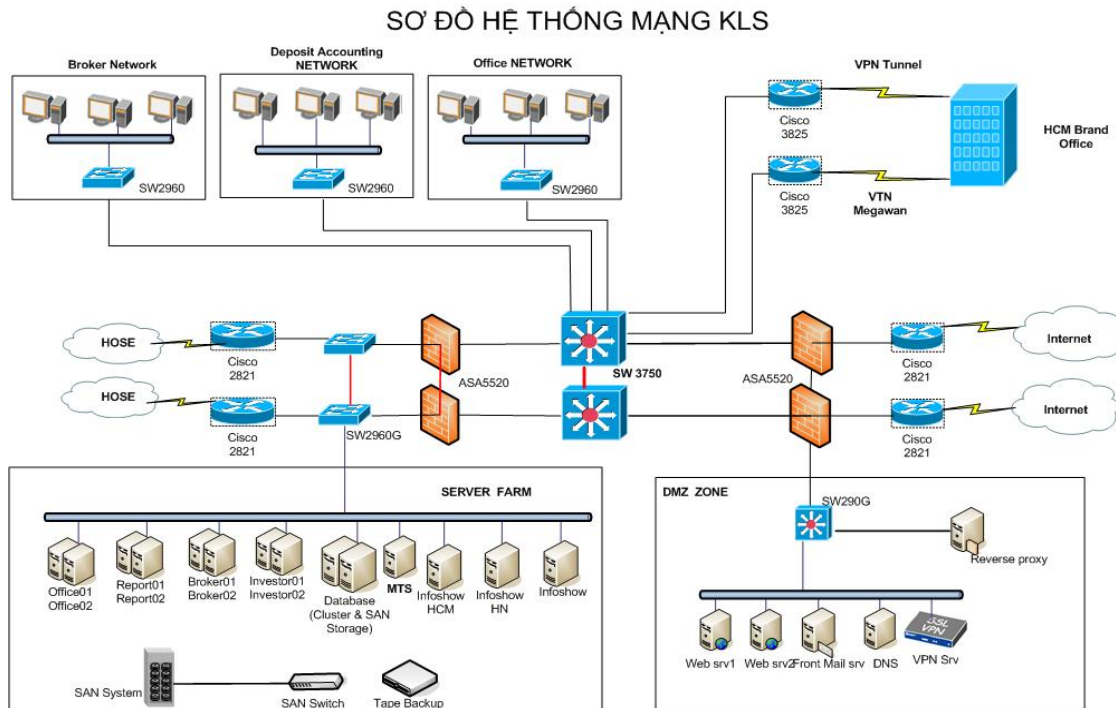 SƠ ĐỒ HỆ THỐNG MẠNG KLS
Broker Network
Deposit Accounting
NETWORK
Office NETWORK
VPN Tunnel
SW2960
SW2960
SW2960
Cisco
3825
HCM Brand
Office
Cisco
3825
VTN
Megawan
HOSE
Cisco
2821
HOSE
Cisco
2821
SW2960G
ASA5520
SW 3750
ASA5520
Cisco
2821
Internet
Cisco
2821
Internet
SERVER FARM
Office01
Office02
Report01
Report02
Broker01
Broker02
Investor01
Investor02
Database
(Cluster & SAN
Storage)
MTS
Infoshow
HCM
Infoshow
HN
Infoshow
SAN System
SAN Switch
Tape Backup
DMZ ZONE
SW290G
Reverse proxy
Web srv1
Web srv2
Front Mail srv
DNS
SSL
VPN
VPN Srv